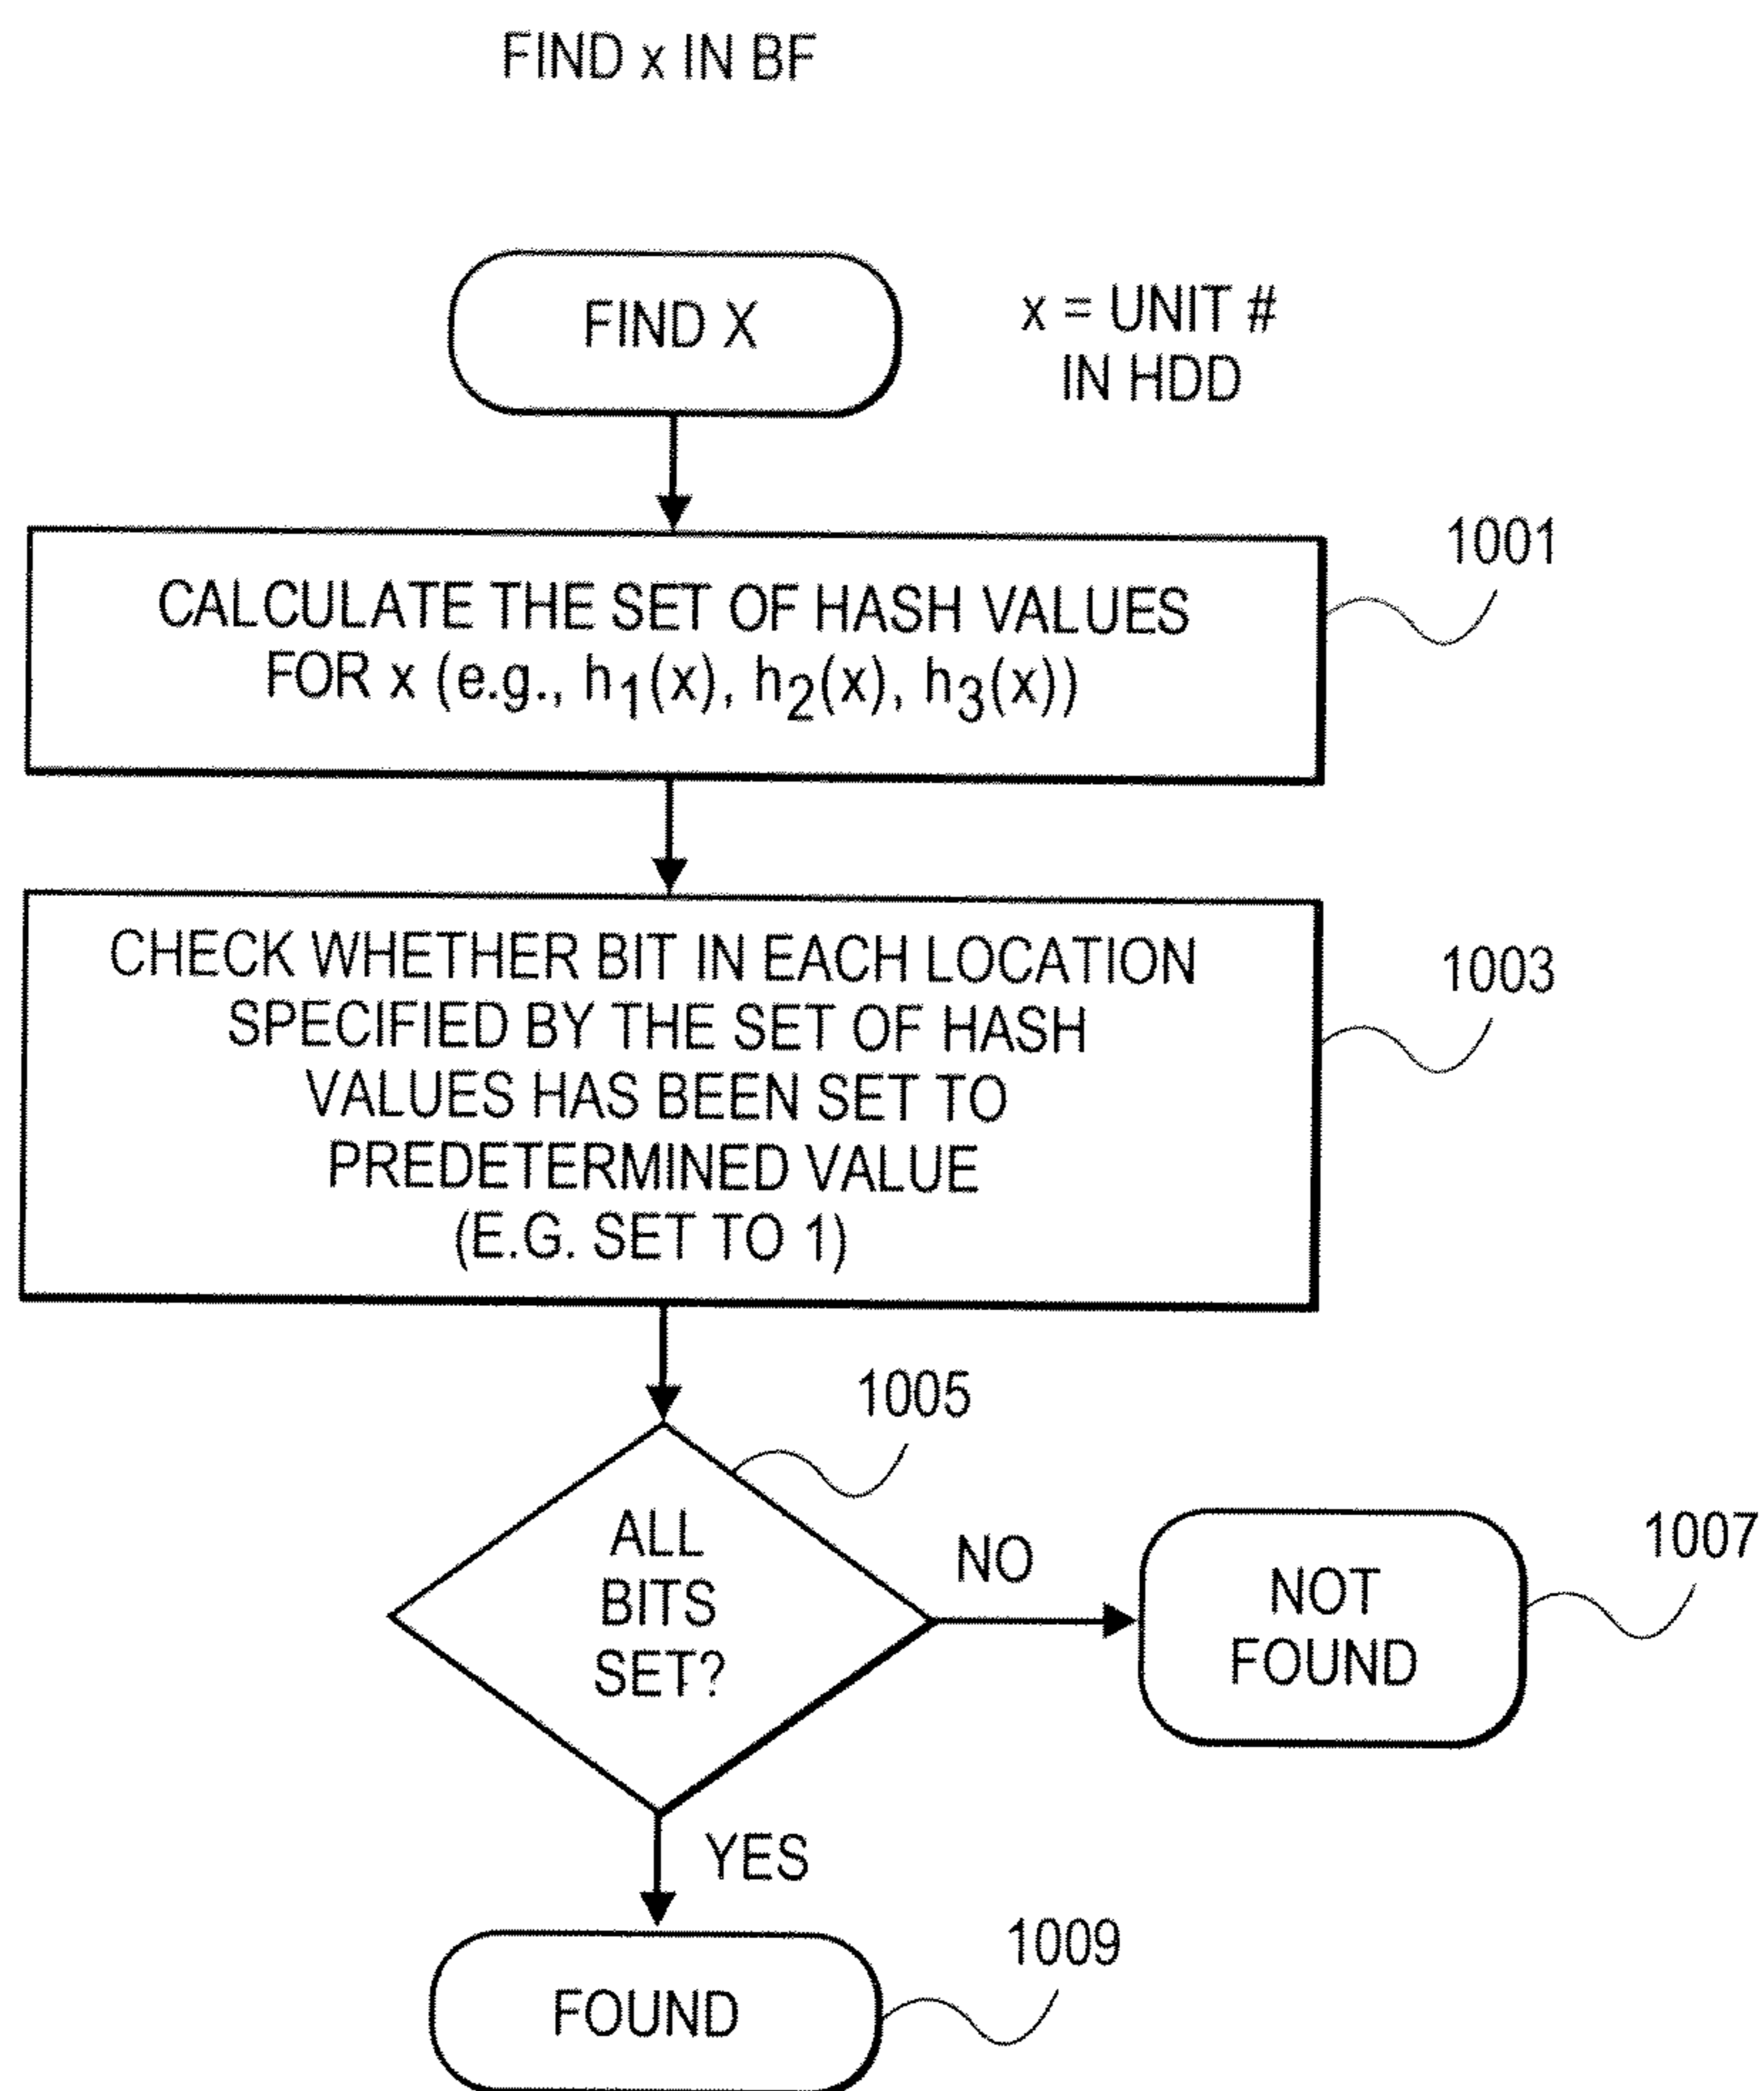 FIND x IN BF
FIND X
x = UNIT #
IN HDD
1001
CALCULATE THE SET OF HASH VALUES
FOR x (e.g., h1(x), h2(x), h3(x))
1003
CHECK WHETHER BIT IN EACH LOCATION
SPECIFIED BY THE SET OF HASH
VALUES HAS BEEN SET TO
PREDETERMINED VALUE
(E.G. SET TO 1)
1005
ALL
BITS
SET?
NO
1007
NOT
FOUND
YES
1009
FOUND